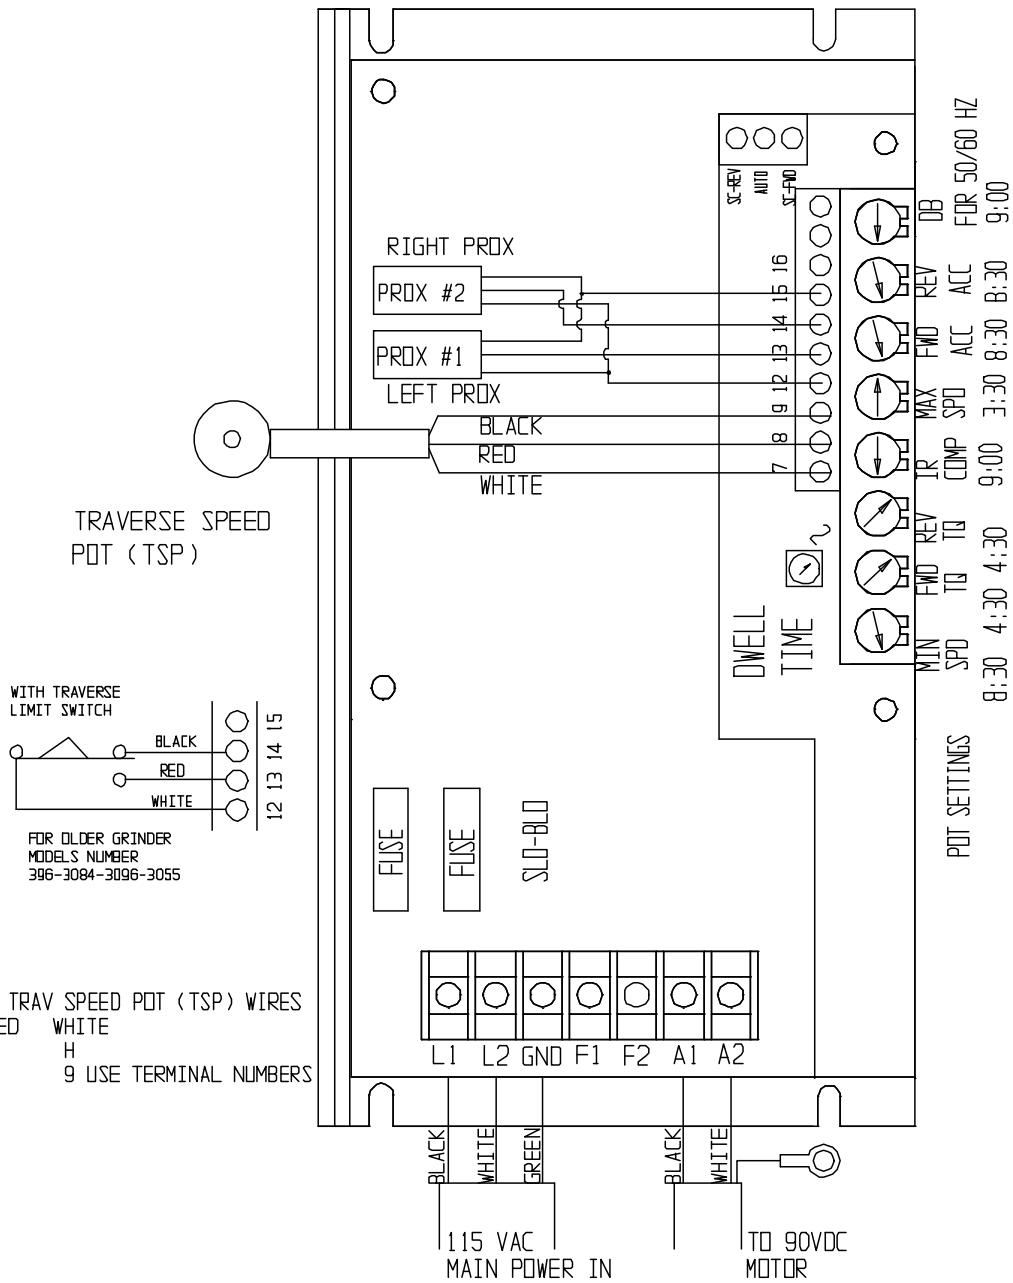 SC-REV
AUTO
SC-FWD
RIGHT PROX
PROX #2
PROX #1
LEFT PROX
16
15
14
13
12
9
8
7
BLACK
RED
WHITE
TRAVERSE SPEED
POT (TSP)
DB
FOR 50/60 HZ
9:00
REV
ACC
8:30
FWD
ACC
8:30
MAX
SPD
3:30
IR
COMP
9:00
REV
TQ
4:30
FWD
TQ
4:30
MIN
SPD
8:30
POT SETTINGS
DWELL
TIME
WITH TRAVERSE
LIMIT SWITCH
BLACK
RED
WHITE
15
14
13
12
FOR OLDER GRINDER
MODELS NUMBER
396-3084-3096-3055
FUSE
FUSE
SLO-BLO
TRAV SPEED POT (TSP) WIRES
ED WHITE
H
9 USE TERMINAL NUMBERS
L1 L2 GND F1 F2 A1 A2
BLACK
WHITE
GREEN
BLACK
WHITE
115 VAC
MAIN POWER IN
TO 90VDC
MOTOR